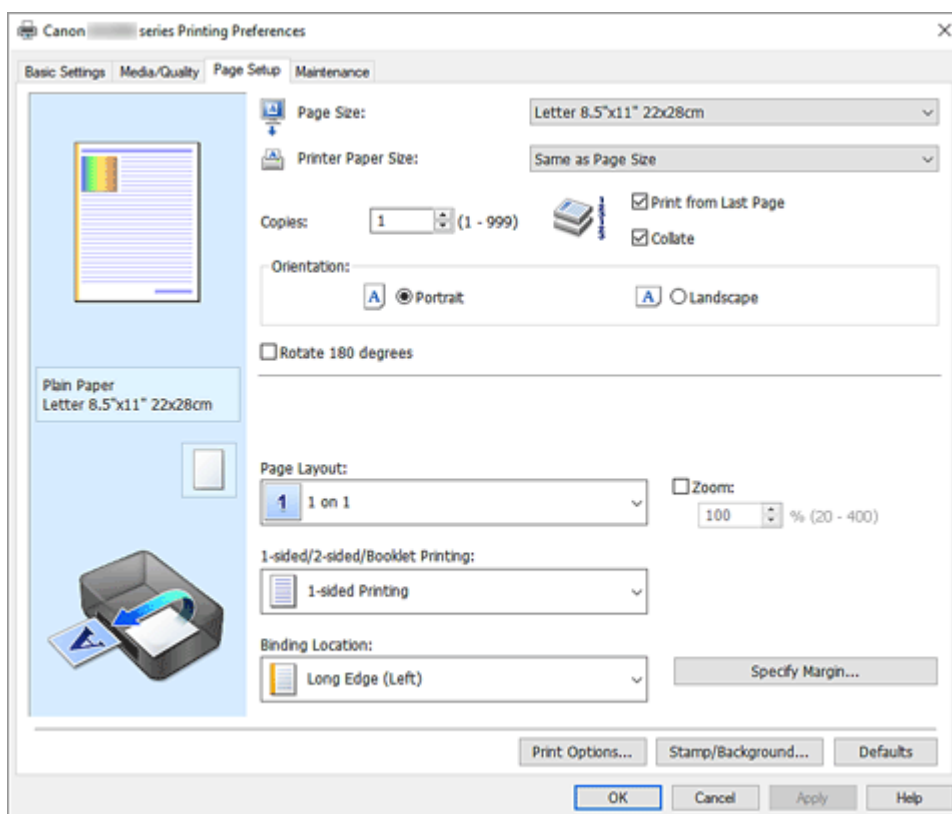 Canon series Printing Preferences
Basic Settings Media/Quality Page Setup Maintenance
Page Size: Letter 8.5"x11" 22x28cm
Printer Paper Size: Same as Page Size
Copies: 1 (1 - 999)
Print from Last Page
Collate
Orientation:
A Portrait A Landscape
Rotate 180 degrees
Plain Paper
Letter 8.5"x11" 22x28cm
Page Layout:
1 1 on 1
Zoom:
100 % (20 - 400)
1-sided/2-sided/Booklet Printing:
1-sided Printing
Binding Location:
Long Edge (Left)
Specify Margin...
A
Print Options... Stamp/Background... Defaults
OK Cancel Apply Help